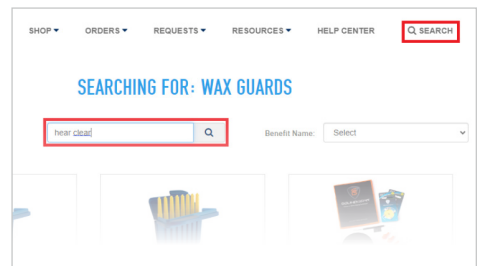 SHOP ORDERS REQUESTS RESOURCES HELP CENTER SEARCH
SEARCHING FOR: WAX GUARDS
hear clear Benefit Name: Select